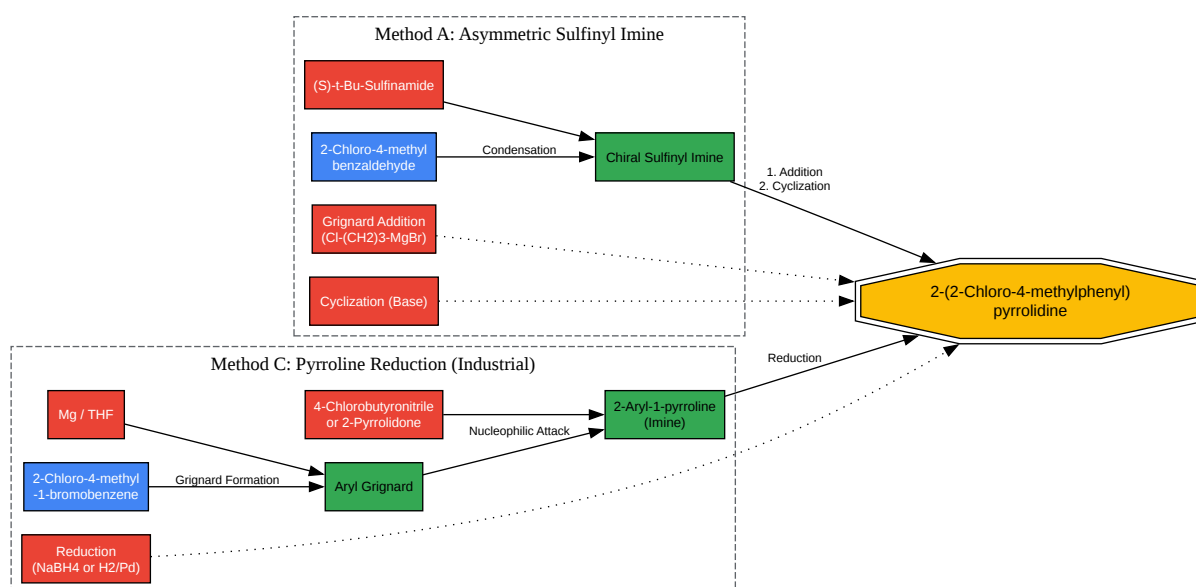 Method A: Asymmetric Sulfinyl Imine
(S)-t-Bu-Sulfinamide
2-Chloro-4-methyl
benzaldehyde
Condensation
Chiral Sulfinyl Imine
1. Addition
2. Cyclization
Grignard Addition
(Cl-(CH2)3-MgBr)
Cyclization (Base)
2-(2-Chloro-4-methylphenyl)
pyrrolidine
Method C: Pyrroline Reduction (Industrial)
Reduction
Mg / THF
4-Chlorobutyronitrile
or 2-Pyrrolidone
2-Aryl-1-pyrroline
(Imine)
Nucleophilic Attack
2-Chloro-4-methyl
-1-bromobenzene
Grignard Formation
Aryl Grignard
Reduction
(NaBH4 or H2/Pd)